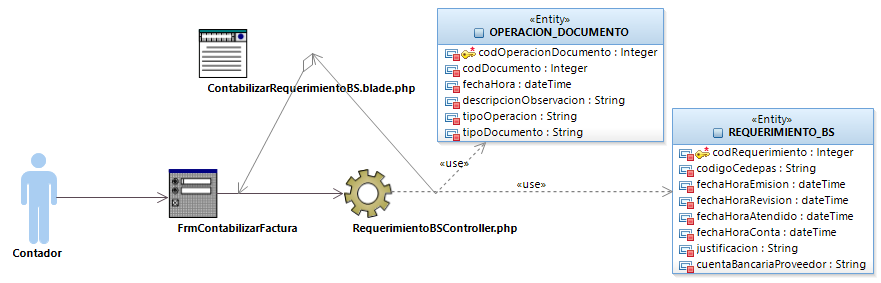 «Entity»
OPERACION_DOCUMENTO
codOperacionDocumento : Integer
codDocumento : Integer
fechaHora : dateTime
descripcionObservacion : String
tipoOperacion : String
tipoDocumento : String
ContabilizarRequerimientoBS.blade.php
«Entity»
REQUERIMIENTO_BS
codRequerimiento : Integer
codigoCedepas : String
fechaHoraEmision : dateTime
fechaHoraRevision : dateTime
fechaHoraAtendido : dateTime
fechaHoraConta : dateTime
justificacion : String
cuentaBancariaProveedor : String
«use»
«use»
Contador
FrmContabilizarFactura
RequerimientoBSController.php